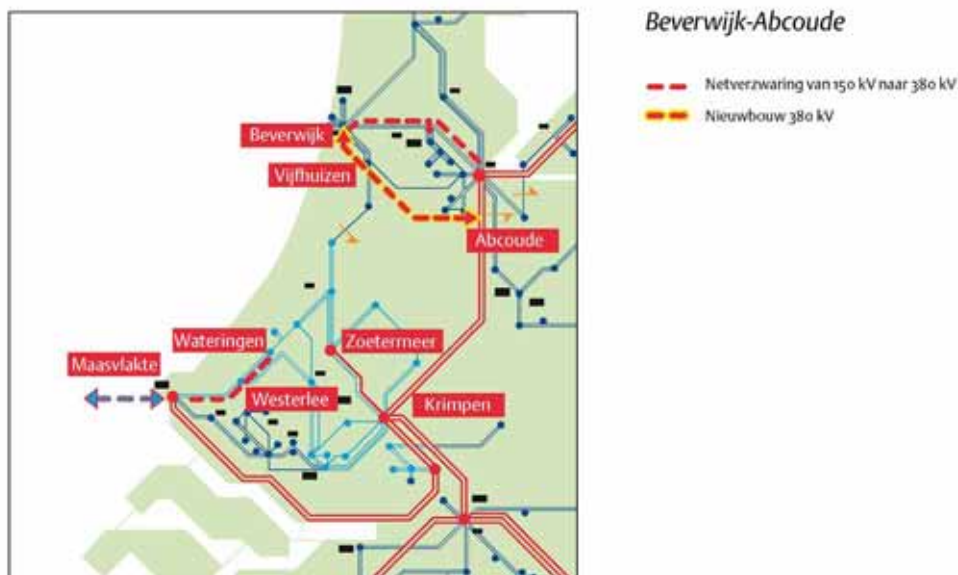 Beverwijk-Abcoude
Netverzwaring van 150 kV naar 380 kV
Nieuwbouw 380 kV
Beverwijk
Vijfhuizen
Abcoude
Wateringen
Zoetermeer
Maasvlakte
Westerlee
Krimpen